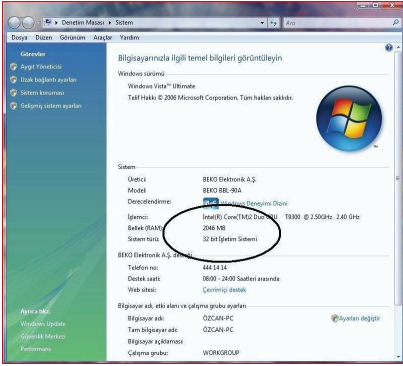 ▸ Denetim Masası ▸ Sistem
Ara
Dosya Düzen Görünüm Araçlar Yardım
Görevler
Aygıt Yöneticisi
Uzak bağlantı ayarları
Sistem koruması
Gelişmiş sistem ayarları
Bilgisayarınızla ilgili temel bilgileri görüntüleyin
Windows sürümü
Windows Vista™ Ultimate
Telif Hakkı © 2006 Microsoft Corporation. Tüm hakları saklıdır.
Sistem
Üretici: BEKO Elektronik A.Ş.
Model: BEKO BBL-90A
Derecelendirme: Windows Deneyimi Dizini
İşlemci: Intel(R) Core(TM)2 Duo CPU T9300 @ 2.50GHz 2.40 GHz
Bellek (RAM): 2046 MB
Sistem türü: 32 bit İşletim Sistemi
BEKO Elektronik A.Ş. desteği
Telefon no: 444 14 14
Destek saati: 08:00 - 24:00 Saatleri arasında
Web sitesi: Çevrimiçi destek
Bilgisayar adı, etki alanı ve çalışma grubu ayarları
Bilgisayar adı: ÖZCAN-PC
Ayarları değiştir
Tam bilgisayar adı: ÖZCAN-PC
Bilgisayar açıklaması:
Çalışma grubu: WORKGROUP
Ayrıca bkz.
Windows Update
Güvenlik Merkezi
Performans